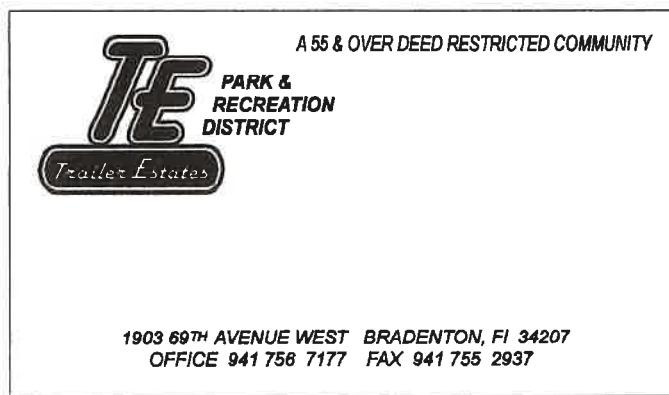 A 55 & OVER DEED RESTRICTED COMMUNITY
TE
PARK &
RECREATION
DISTRICT
Trailer Estates
1903 69TH AVENUE WEST BRADENTON, Fl 34207
OFFICE 941 756 7177 FAX 941 755 2937